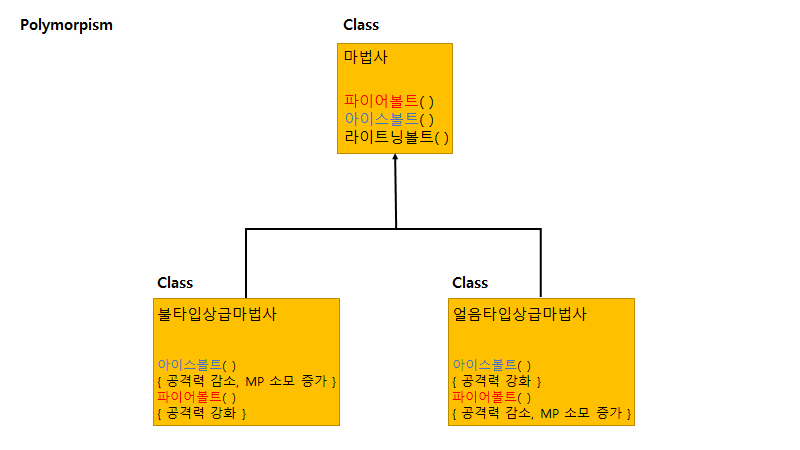 Polymorpism
Class
마법사
파이어볼트( )
아이스볼트( )
라이트닝볼트( )
Class
불타입상급마법사
아이스볼트( )
{ 공격력 감소, MP 소모 증가 }
파이어볼트( )
{ 공격력 강화 }
Class
얼음타입상급마법사
아이스볼트( )
{ 공격력 강화 }
파이어볼트( )
{ 공격력 감소, MP 소모 증가 }